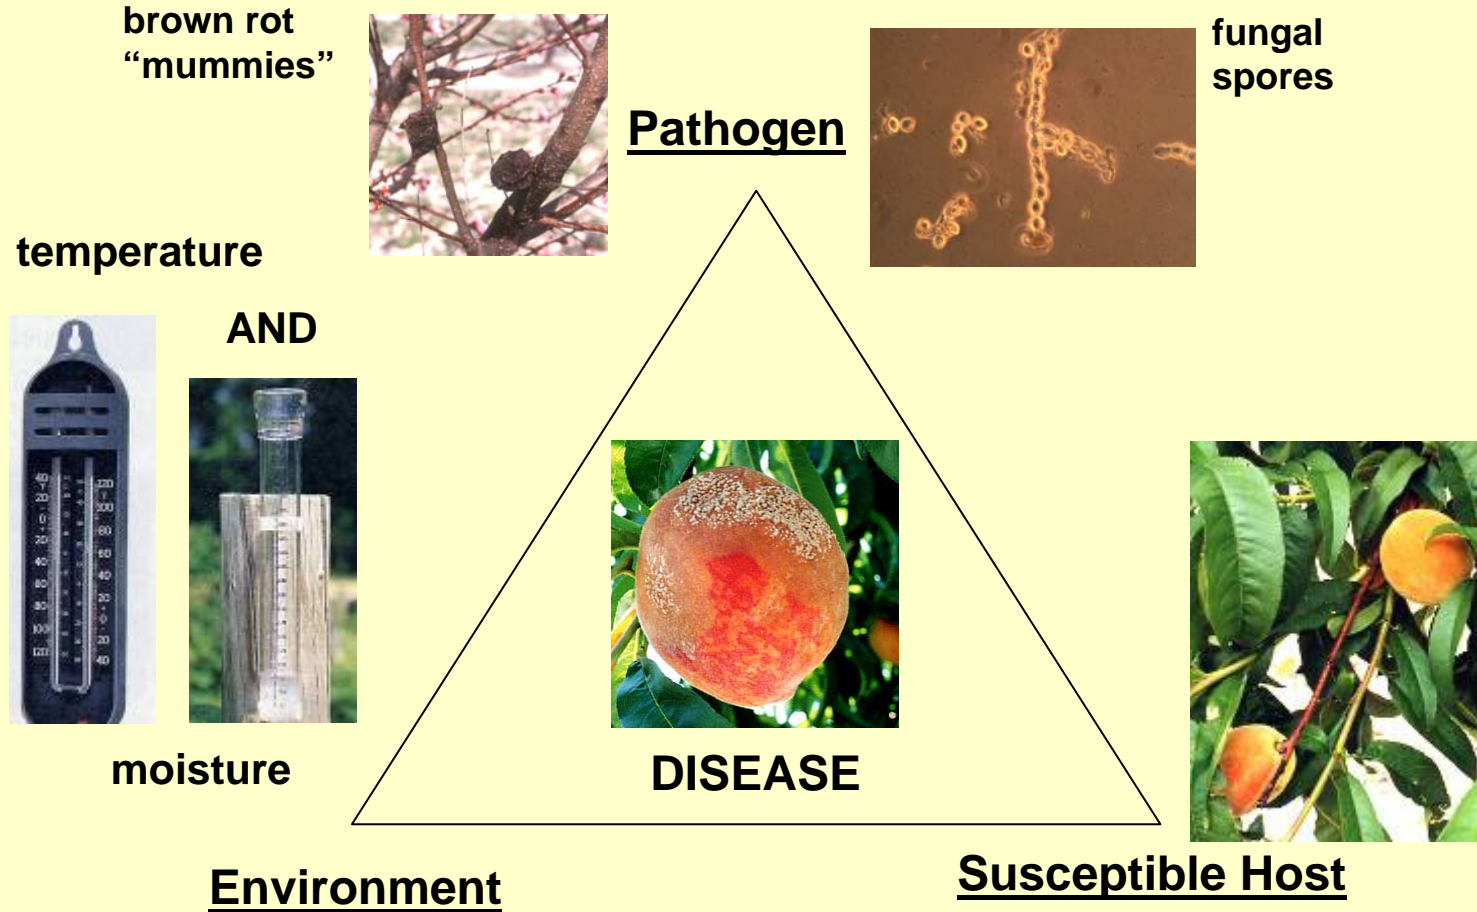 brown rot
“mummies”
fungal
spores
Pathogen
temperature
AND
moisture
DISEASE
Environment
Susceptible Host